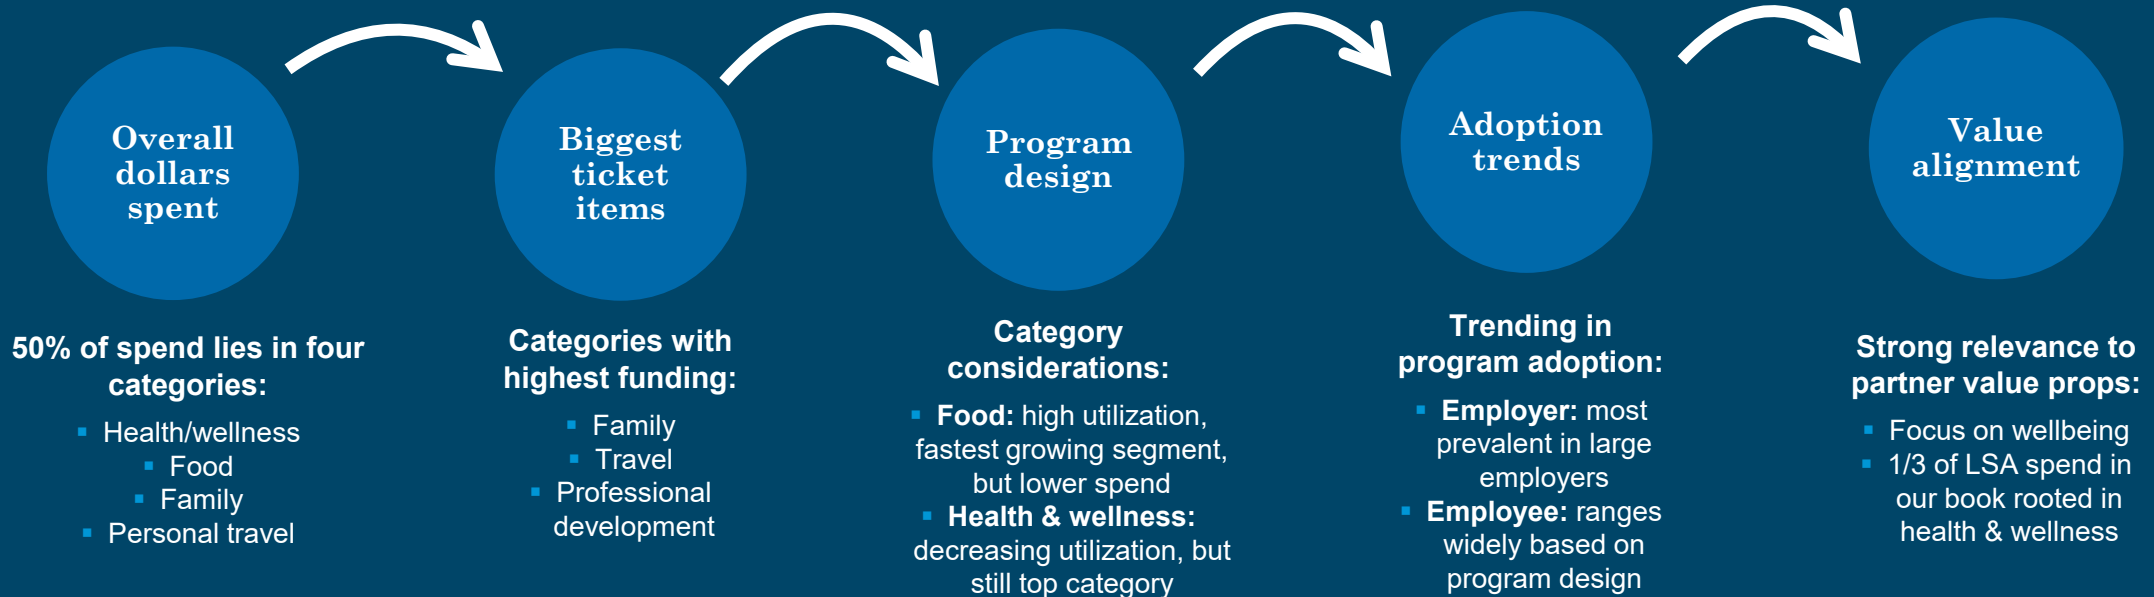 Overall
dollars
spent
50% of spend lies in four
categories:
▪ Health/wellness
▪ Food
▪ Family
▪ Personal travel
Biggest
ticket
items
Categories with
highest funding:
▪ Family
▪ Travel
▪ Professional
development
Program
design
Category
considerations:
▪ Food: high utilization,
fastest growing segment,
but lower spend
▪ Health & wellness:
decreasing utilization, but
still top category
Adoption
trends
Trending in
program adoption:
▪ Employer: most
prevalent in large
employers
▪ Employee: ranges
widely based on
program design
Value
alignment
Strong relevance to
partner value props:
▪ Focus on wellbeing
▪ 1/3 of LSA spend in
our book rooted in
health & wellness